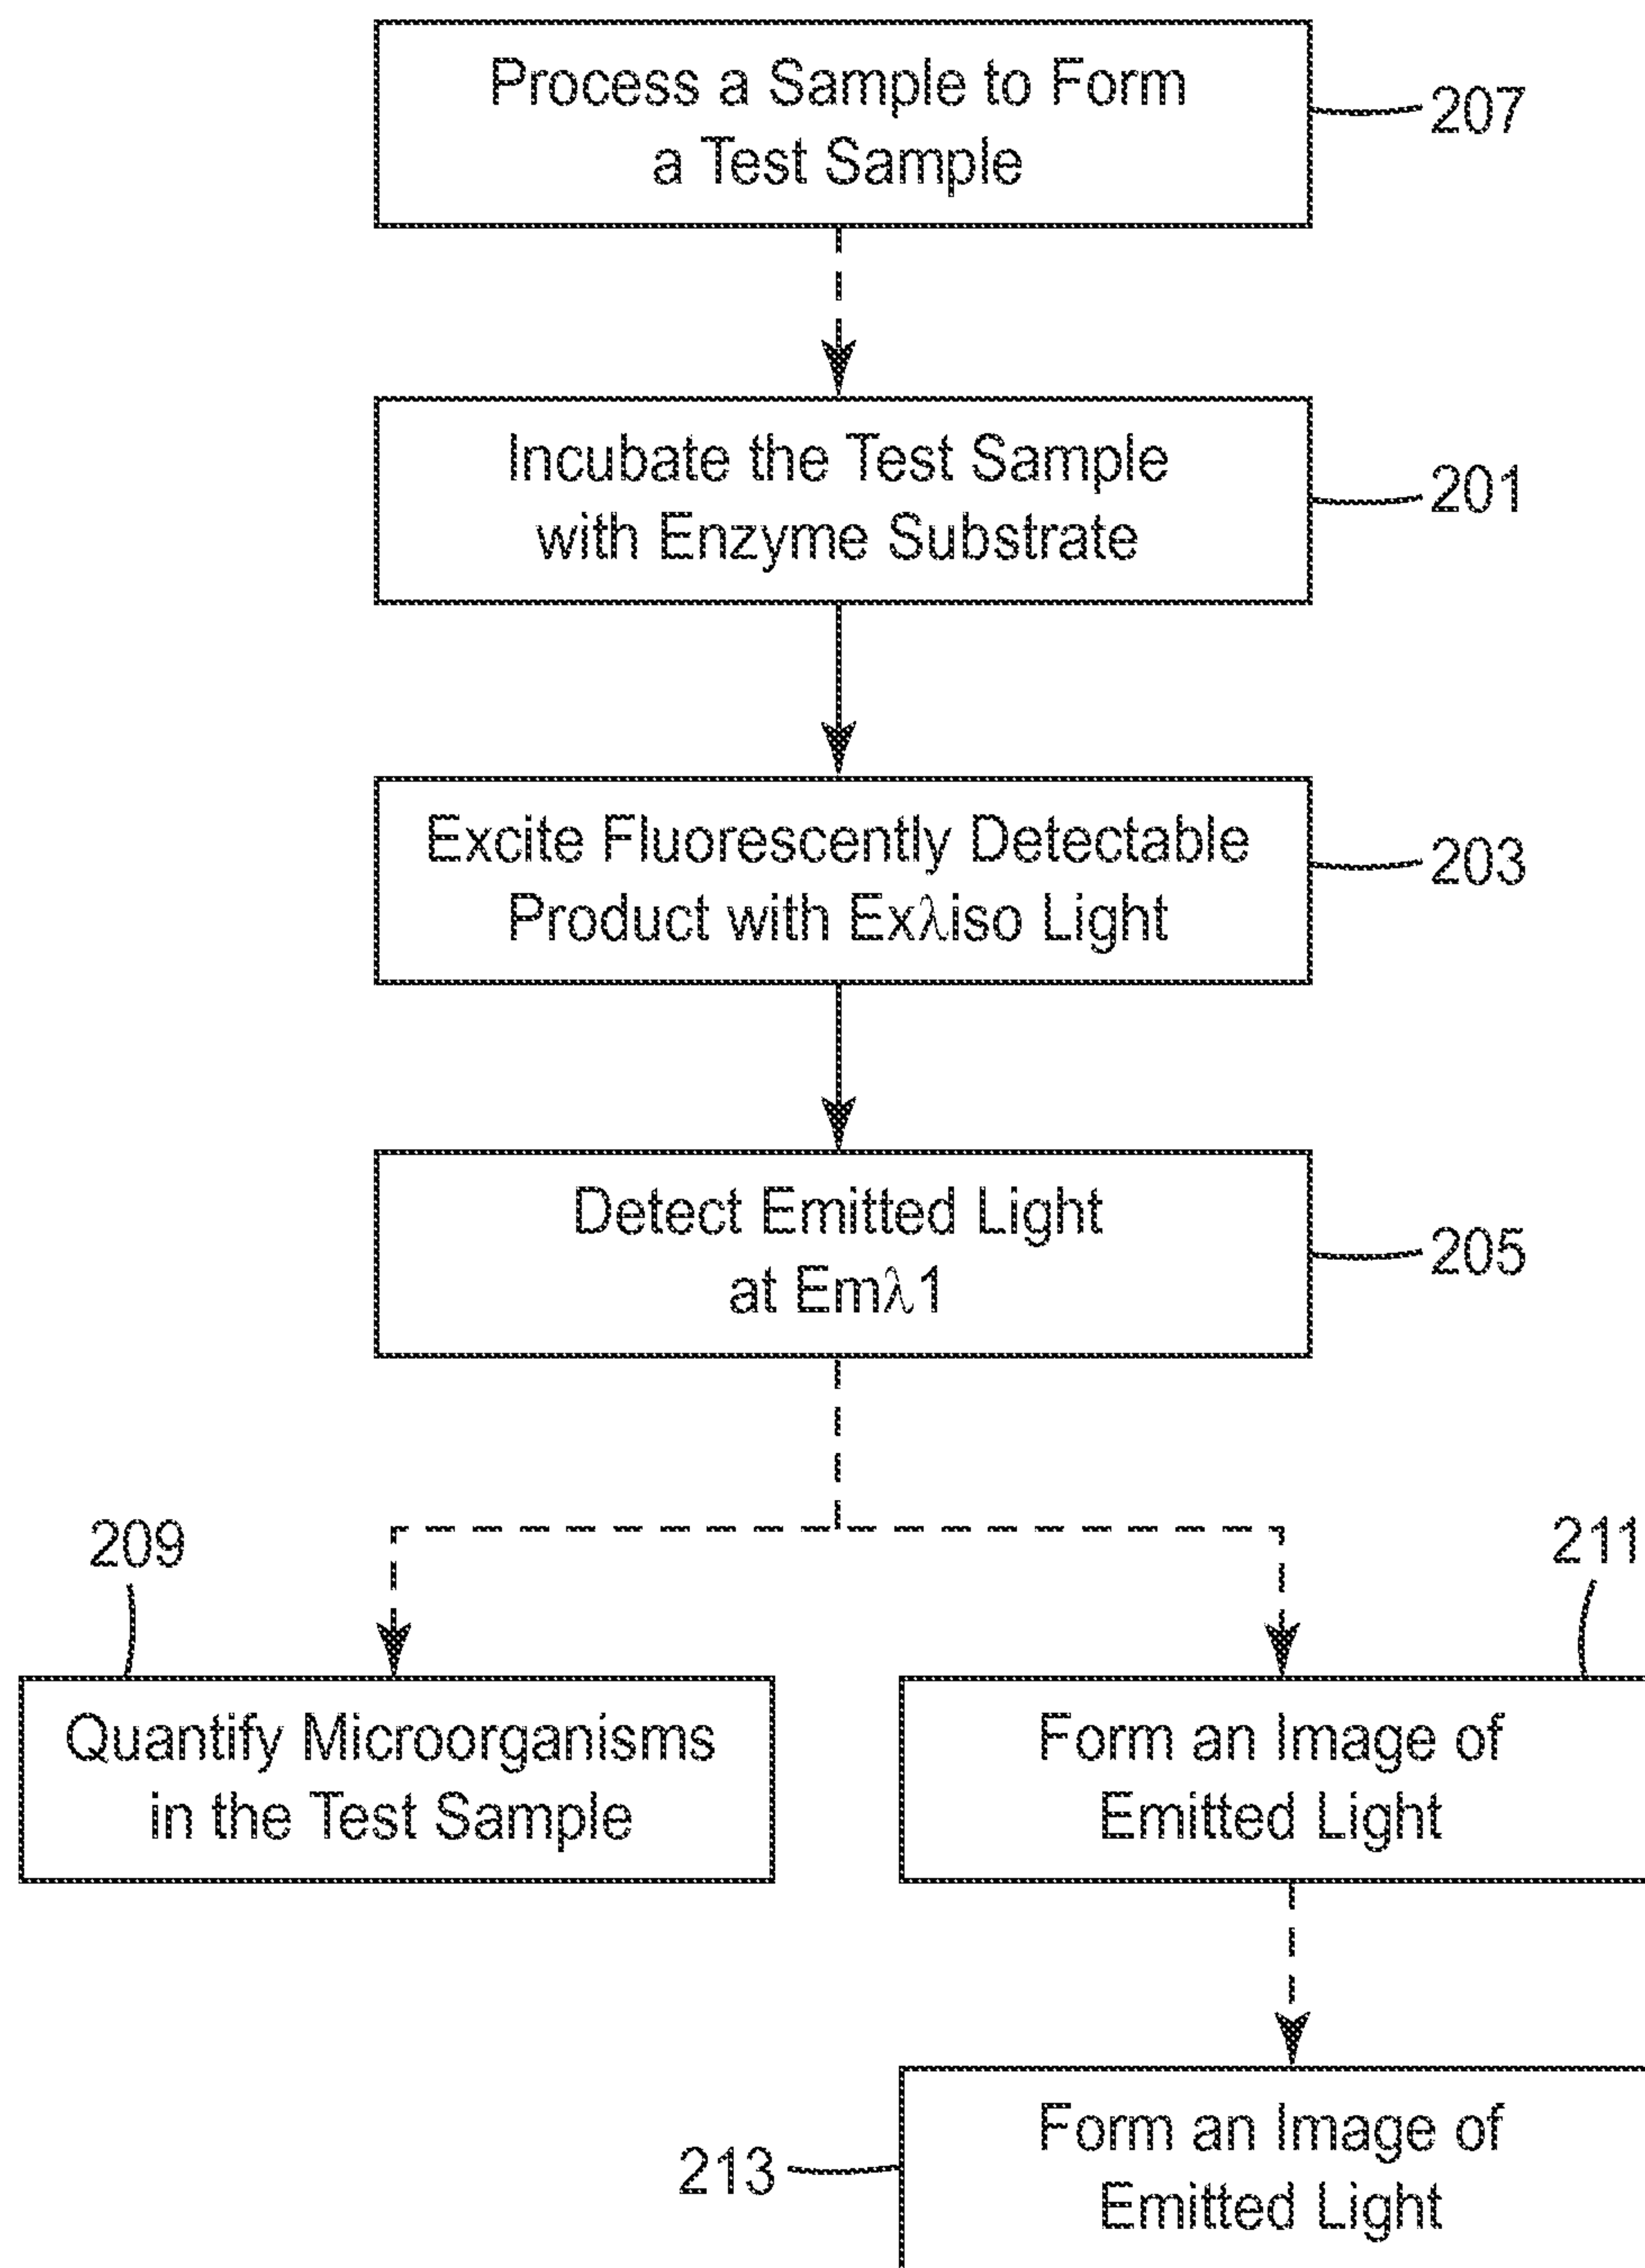 Process a Sample to Form
a Test Sample
207
Incubate the Test Sample
with Enzyme Substrate
201
Excite Fluorescently Detectable
Product with Exλiso Light
203
Detect Emitted Light
at Emλ1
205
209
211
Quantify Microorganisms
in the Test Sample
Form an Image of
Emitted Light
213
Form an Image of
Emitted Light